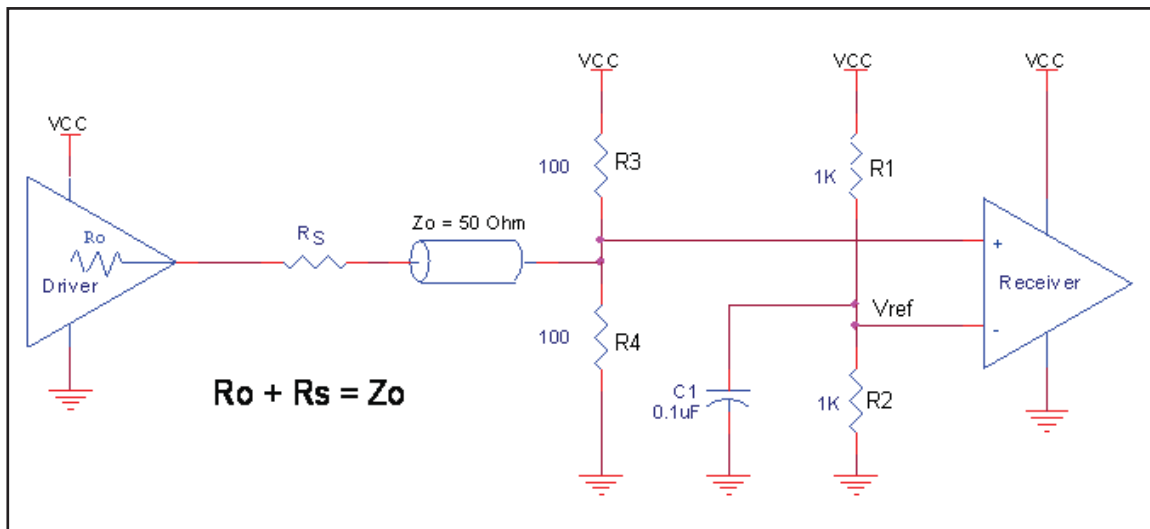 VCC
VCC
VCC
VCC
R3
100
R1
1K
Zo = 50 Ohm
Ro
RS
+
Driver
Receiver
Vref
-
100
R4
Ro + Rs = Zo
C1
0.1uF
1K
R2